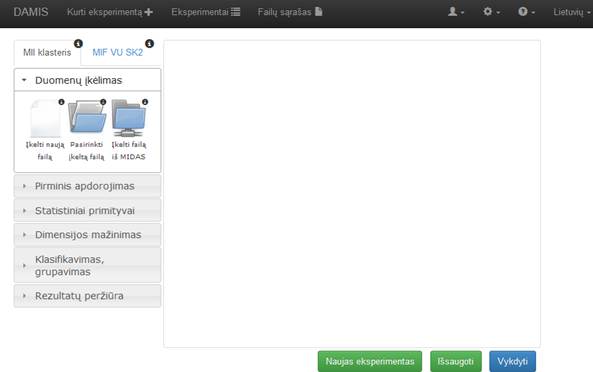 DAMIS Kurti eksperimentą Eksperimentai Failų sąrašas Lietuvių
MII klasteris MIF VU SK2
Duomenų įkėlimas
Įkelti naują failą
Pasirinkti įkeltą failą
Įkelti failą iš MIDAS
Pirminis apdorojimas
Statistiniai primityvai
Dimensijos mažinimas
Klasifikavimas,
grupavimas
Rezultatų peržiūra
Naujas eksperimentas Išsaugoti Vykdyti